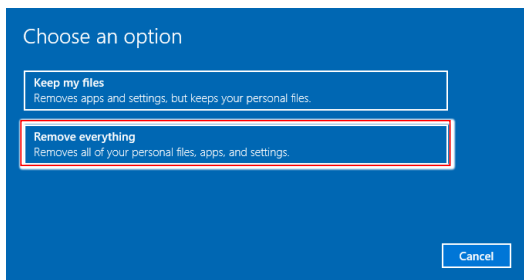 Choose an option
Keep my files
Removes apps and settings, but keeps your personal files.
Remove everything
Removes all of your personal files, apps, and settings.
Cancel